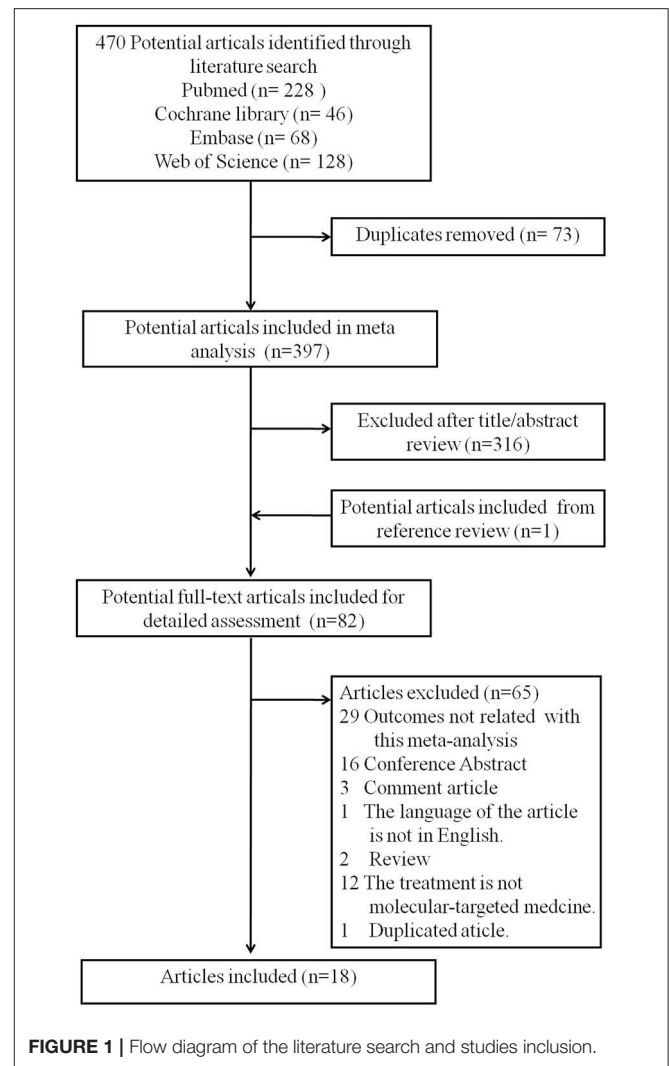 470 Potential articals identified through
literature search
Pubmed (n= 228 )
Cochrane library (n= 46)
Embase (n= 68)
Web of Science (n= 128)
Duplicates removed (n= 73)
Potential articals included in meta
analysis (n=397)
Excluded after title/abstract
review (n=316)
Potential articals included from
reference review (n=1)
Potential full-text articals included for
detailed assessment (n=82)
Articles excluded (n=65)
29 Outcomes not related with
this meta-analysis
16 Conference Abstract
3 Comment article
1 The language of the article
is not in English.
2 Review
12 The treatment is not
molecular-targeted medcine.
1 Duplicated aticle.
Articles included (n=18)
FIGURE 1 | Flow diagram of the literature search and studies inclusion.